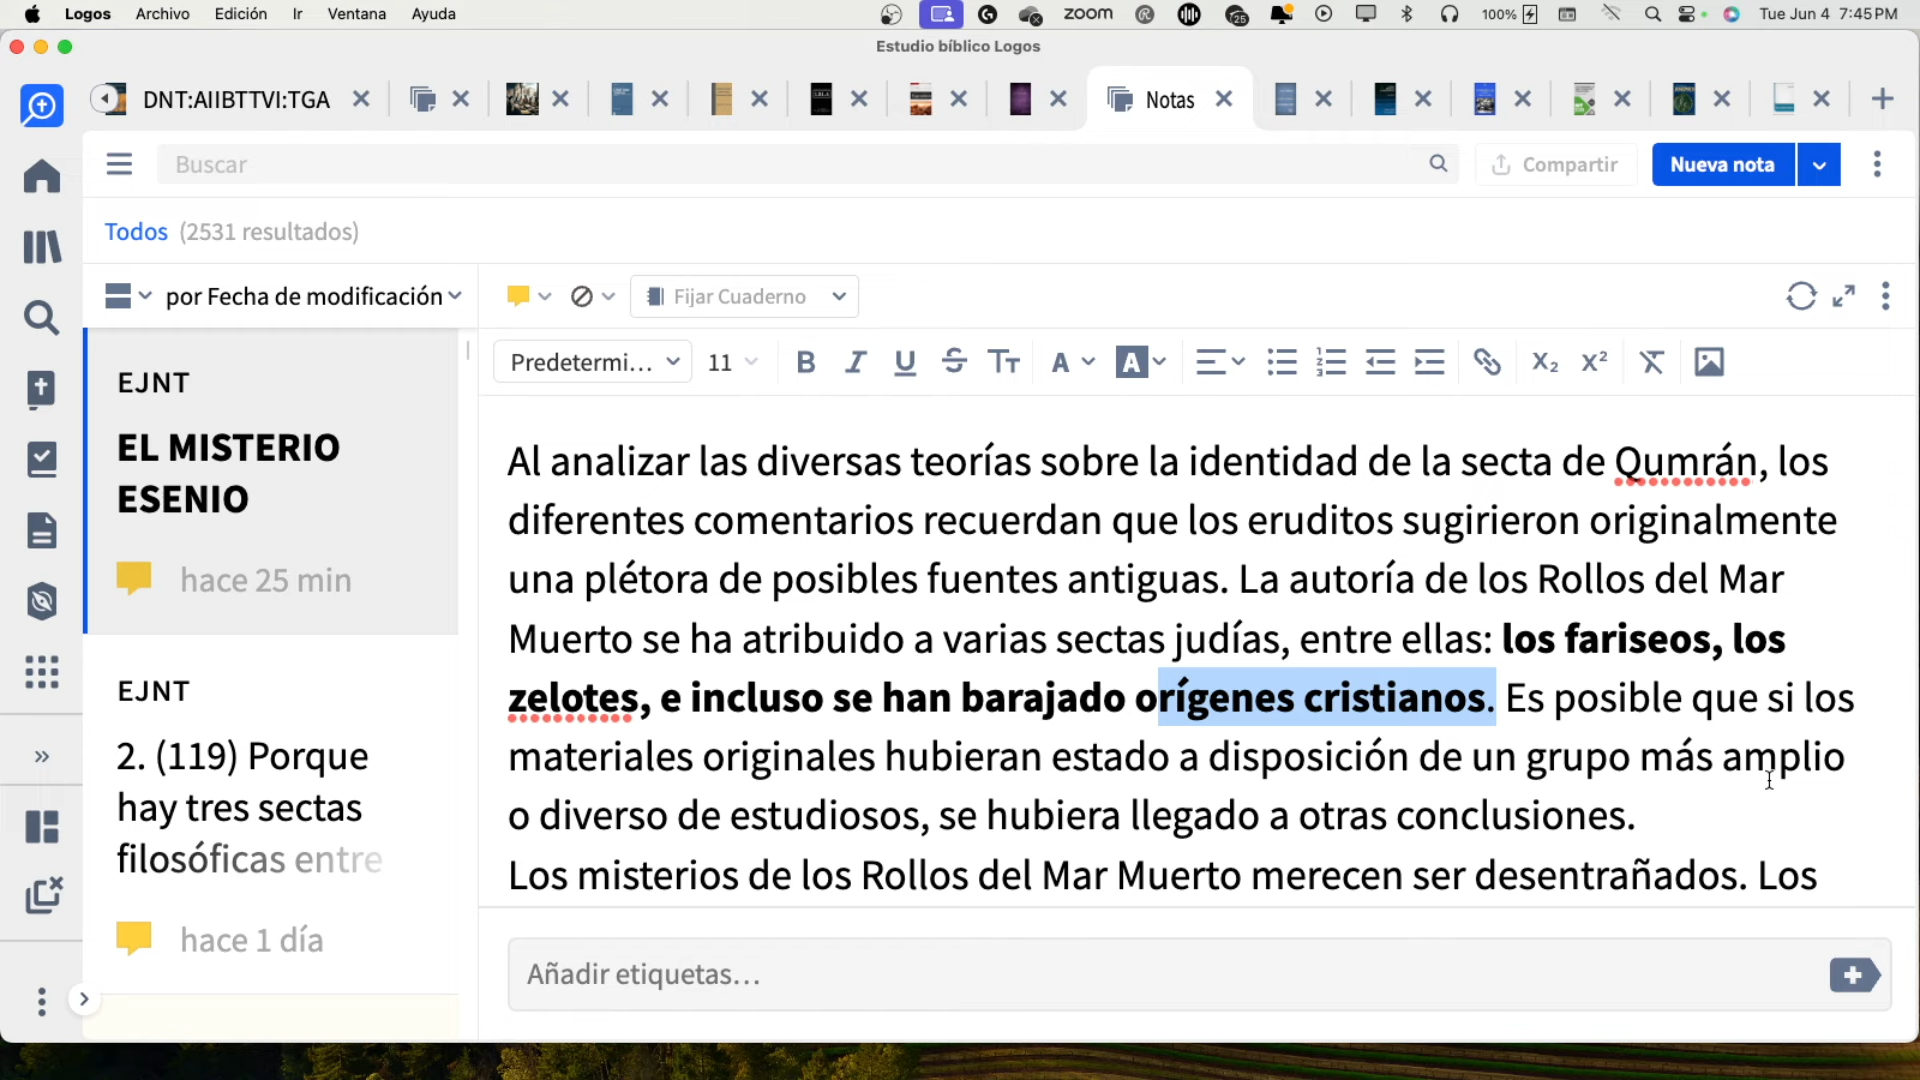 Logos Archivo Edición Ir Ventana Ayuda
zoom
25
100%
Tue Jun 4 7:45 PM
Estudio bíblico Logos
DNT:AIIBTTVI:TGA
Notas
Buscar
Compartir
Nueva nota
Todos (2531 resultados)
por Fecha de modificación
Fijar Cuaderno
Predetermi...
11
EJNT
EL MISTERIO
ESENIO
hace 25 min
EJNT
2. (119) Porque
hay tres sectas
filosóficas entre
hace 1 día
Al analizar las diversas teorías sobre la identidad de la secta de Qumrán, los
diferentes comentarios recuerdan que los eruditos sugirieron originalmente
una plétora de posibles fuentes antiguas. La autoría de los Rollos del Mar
Muerto se ha atribuido a varias sectas judías, entre ellas: los fariseos, los
zelotes, e incluso se han barajado orígenes cristianos. Es posible que si los
materiales originales hubieran estado a disposición de un grupo más amplio
o diverso de estudiosos, se hubiera llegado a otras conclusiones.
Los misterios de los Rollos del Mar Muerto merecen ser desentrañados. Los
Añadir etiquetas...